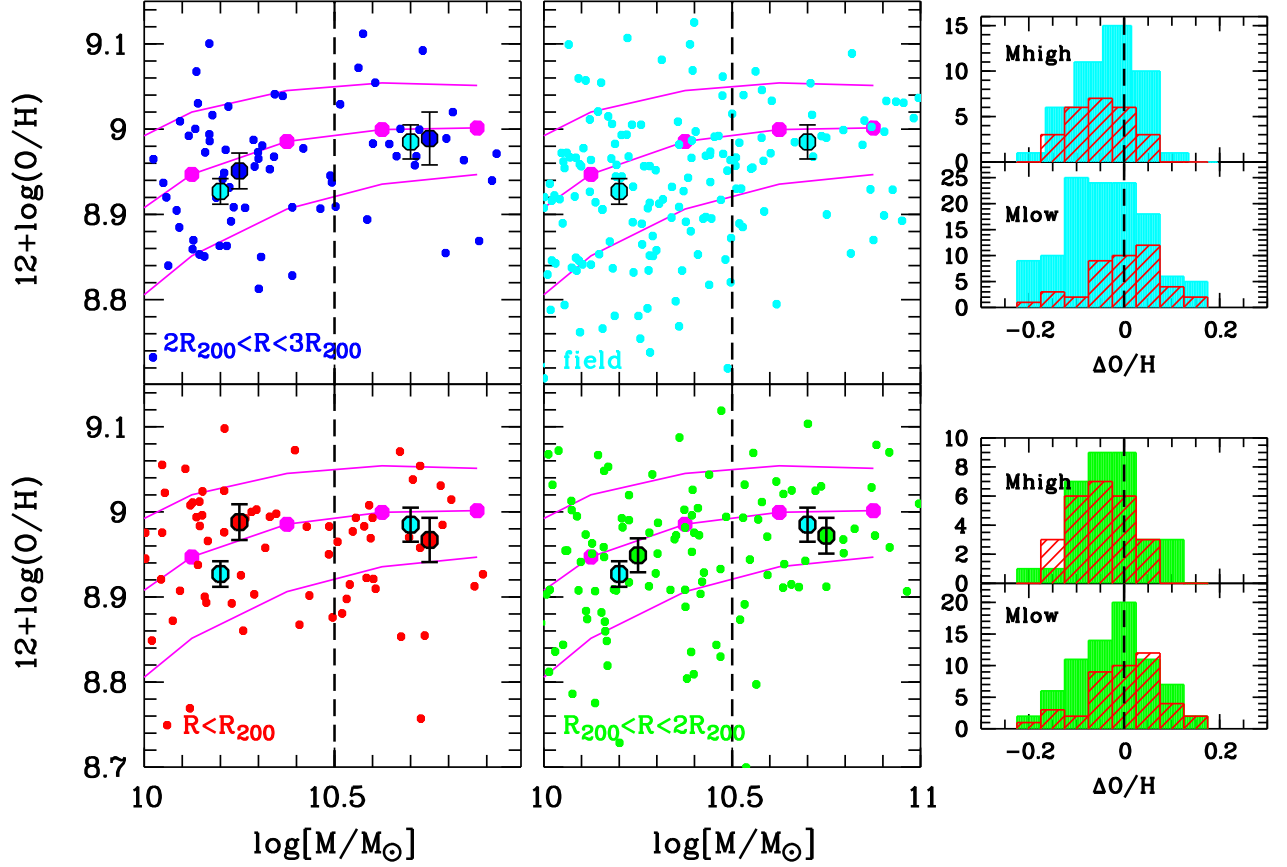 9.1
9
8.9
8.8
12+log(O/H)
2R200<R<3R200
field
15
10
5
0
Mhigh
25
20
15
10
5
0
Mlow
−0.2 0 0.2
ΔO/H
9.1
9
8.9
8.8
8.7
12+log(O/H)
R<R200
R200<R<2R200
10 10.5
10 10.5 11
log[M/M⊙]
log[M/M⊙]
10
8
6
4
2
0
Mhigh
20
15
10
5
0
Mlow
−0.2 0 0.2
ΔO/H